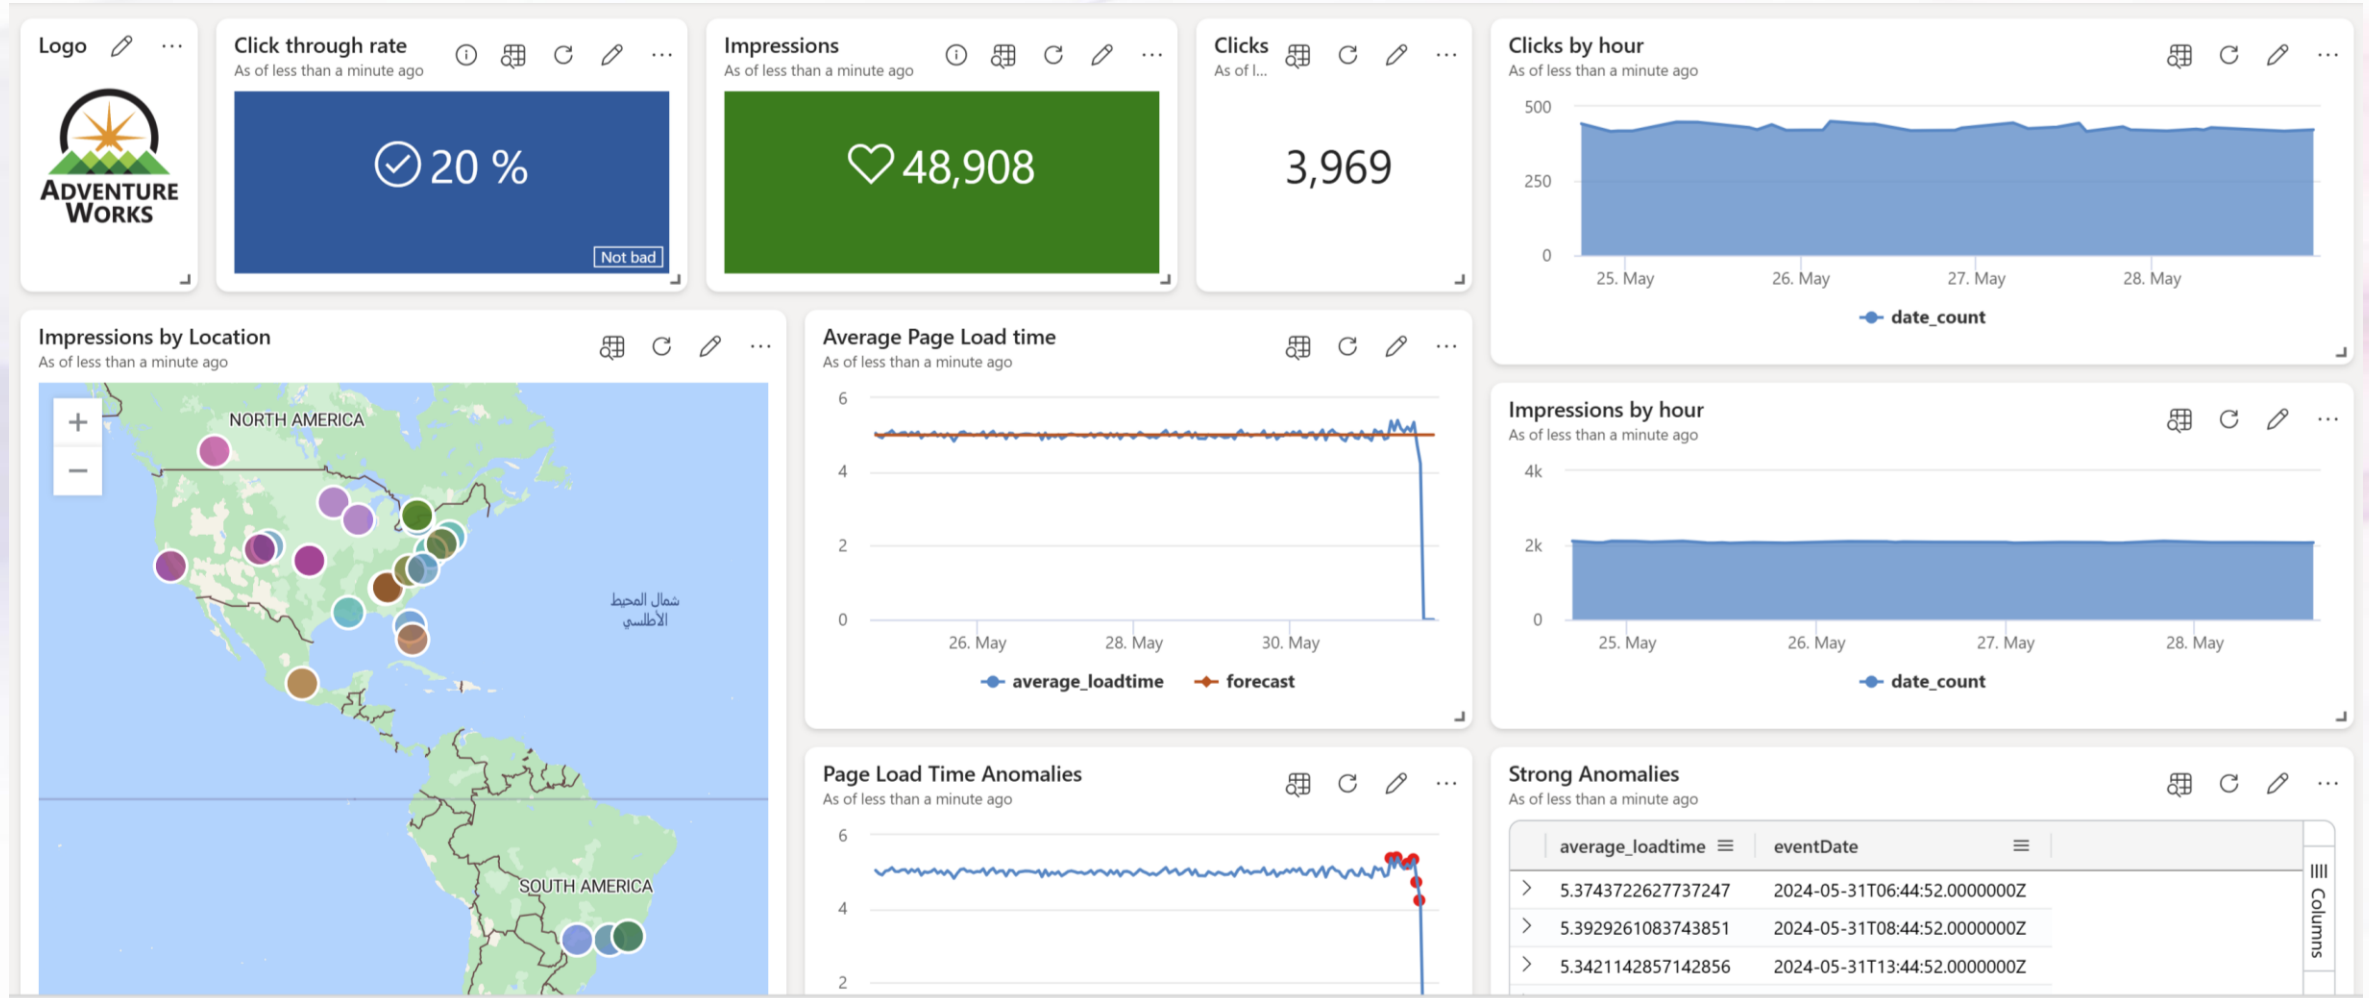 Logo
ADVENTURE
WORKS
Click through rate
As of less than a minute ago
20 %
Not bad
Impressions
As of less than a minute ago
48,908
Clicks
As of l...
3,969
Clicks by hour
As of less than a minute ago
500
250
0
25. May 26. May 27. May 28. May
date_count
Impressions by Location
As of less than a minute ago
+
−
NORTH AMERICA
شمال المحيط
الأطلسي
SOUTH AMERICA
Average Page Load time
As of less than a minute ago
6
4
2
0
26. May 28. May 30. May
average_loadtime forecast
Impressions by hour
As of less than a minute ago
4k
2k
0
25. May 26. May 27. May 28. May
date_count
Page Load Time Anomalies
As of less than a minute ago
6
4
2
Strong Anomalies
As of less than a minute ago
average_loadtime eventDate
5.3743722627737247 2024-05-31T06:44:52.0000000Z
5.3929261083743851 2024-05-31T08:44:52.0000000Z
5.3421142857142856 2024-05-31T13:44:52.0000000Z
Columns